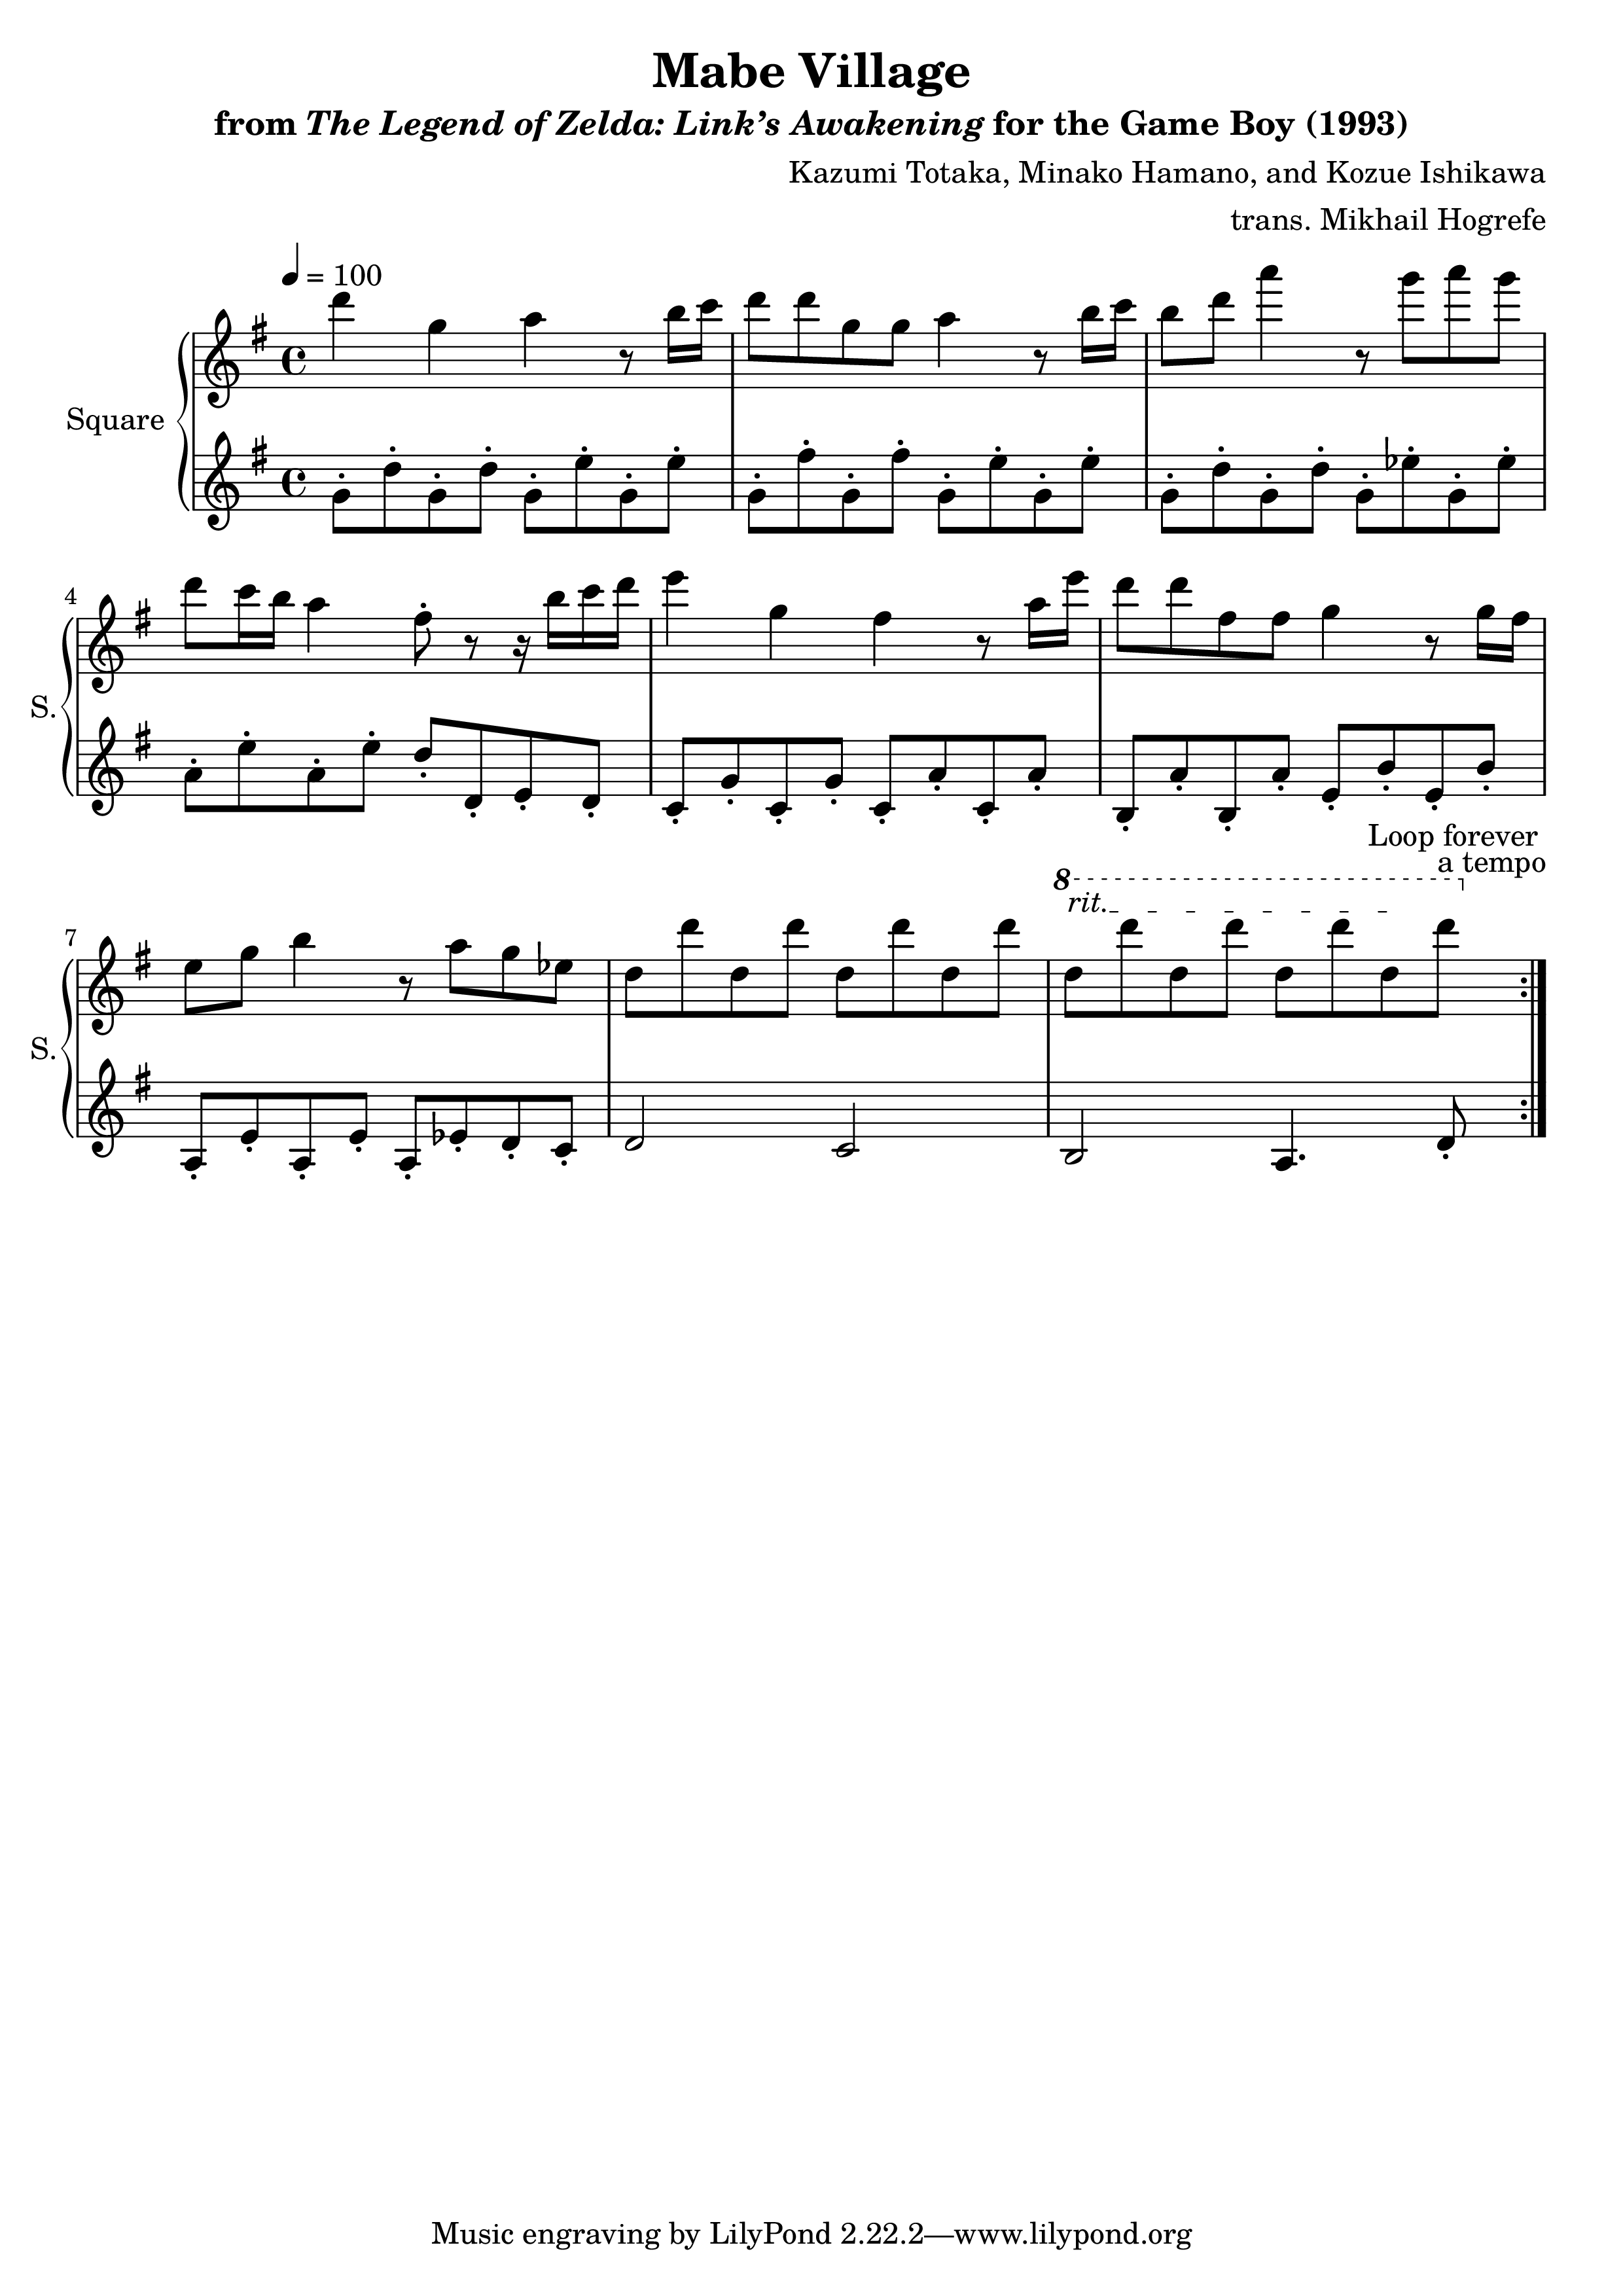 Mabe Village
from The Legend of Zelda: Link’s Awakening for the Game Boy (1993)
Kazumi Totaka, Minako Hamano, and Kozue Ishikawa
trans. Mikhail Hogrefe
= 100
Square
4
S.
Loop forever
a tempo
8
rit.
7
S.
Music engraving by LilyPond 2.22.2—www.lilypond.org